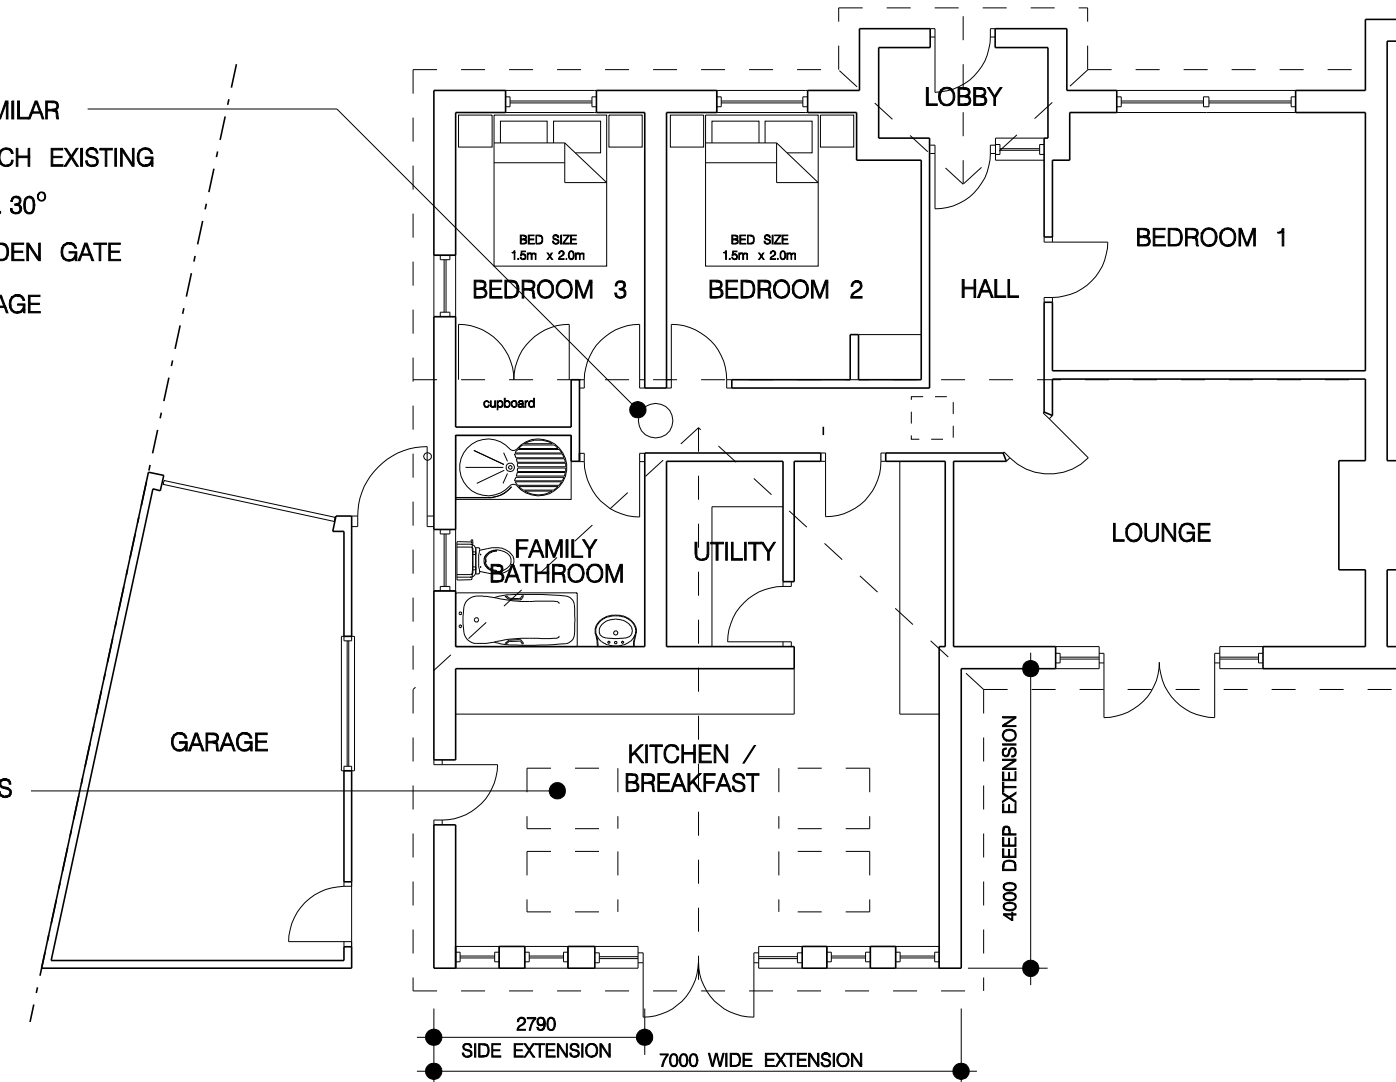 MILAR
CH EXISTING
. 30°
DEN GATE
AGE
S
LOBBY
BED SIZE
1.5m x 2.0m
BEDROOM 3
BED SIZE
1.5m x 2.0m
BEDROOM 2
HALL
BEDROOM 1
cupboard
FAMILY
BATHROOM
UTILITY
LOUNGE
GARAGE
KITCHEN /
BREAKFAST
4000 DEEP EXTENSION
2790
SIDE EXTENSION
7000 WIDE EXTENSION